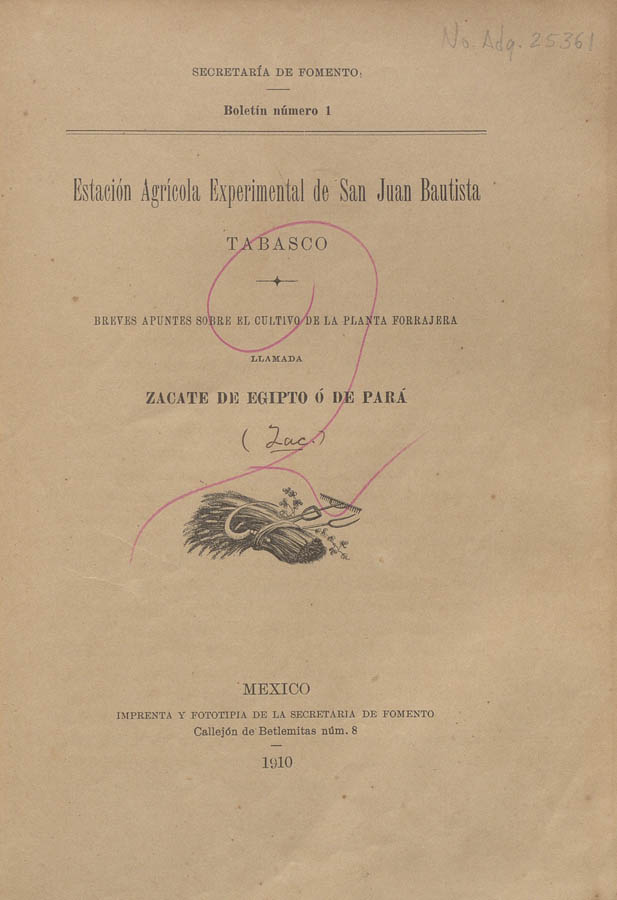 No. Adq. 25361
SECRETARÍA DE FOMENTO.
Boletín número 1
Estación Agrícola Experimental de San Juan Bautista
TABASCO
BREVES APUNTES SOBRE EL CULTIVO DE LA PLANTA FORRAJERA
LLAMADA
ZACATE DE EGIPTO Ó DE PARÁ
(Zac.)
MEXICO
IMPRENTA Y FOTOTIPIA DE LA SECRETARIA DE FOMENTO
Callejón de Betlemitas núm. 8
1910